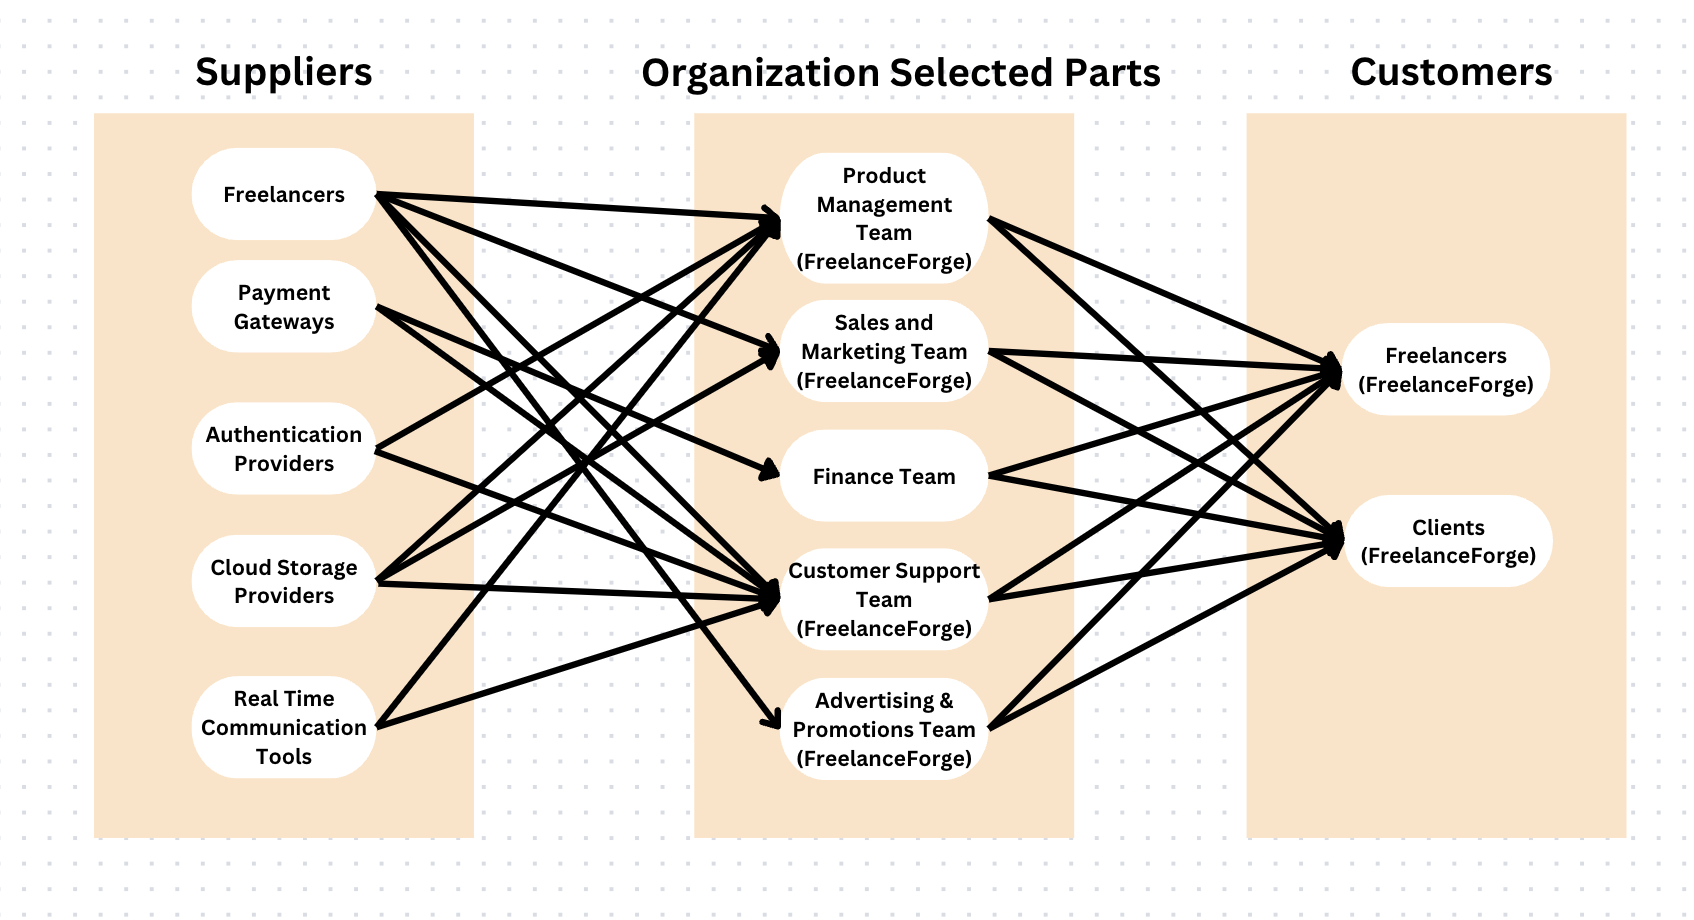 Suppliers
Organization Selected Parts
Customers
Freelancers
Payment
Gateways
Authentication
Providers
Cloud Storage
Providers
Real Time
Communication
Tools
Product
Management
Team
(FreelanceForge)
Sales and
Marketing Team
(FreelanceForge)
Finance Team
Customer Support
Team
(FreelanceForge)
Advertising &
Promotions Team
(FreelanceForge)
Freelancers
(FreelanceForge)
Clients
(FreelanceForge)